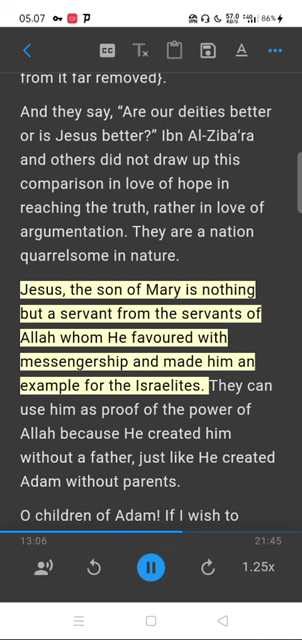 05.07
57.0
KB/S
86%
from it far removed}.
And they say, “Are our deities better
or is Jesus better?” Ibn Al-Ziba’ra
and others did not draw up this
comparison in love of hope in
reaching the truth, rather in love of
argumentation. They are a nation
quarrelsome in nature.
Jesus, the son of Mary is nothing
but a servant from the servants of
Allah whom He favoured with
messengership and made him an
example for the Israelites. They can
use him as proof of the power of
Allah because He created him
without a father, just like He created
Adam without parents.
O children of Adam! If I wish to
13:06 21:45
1.25x